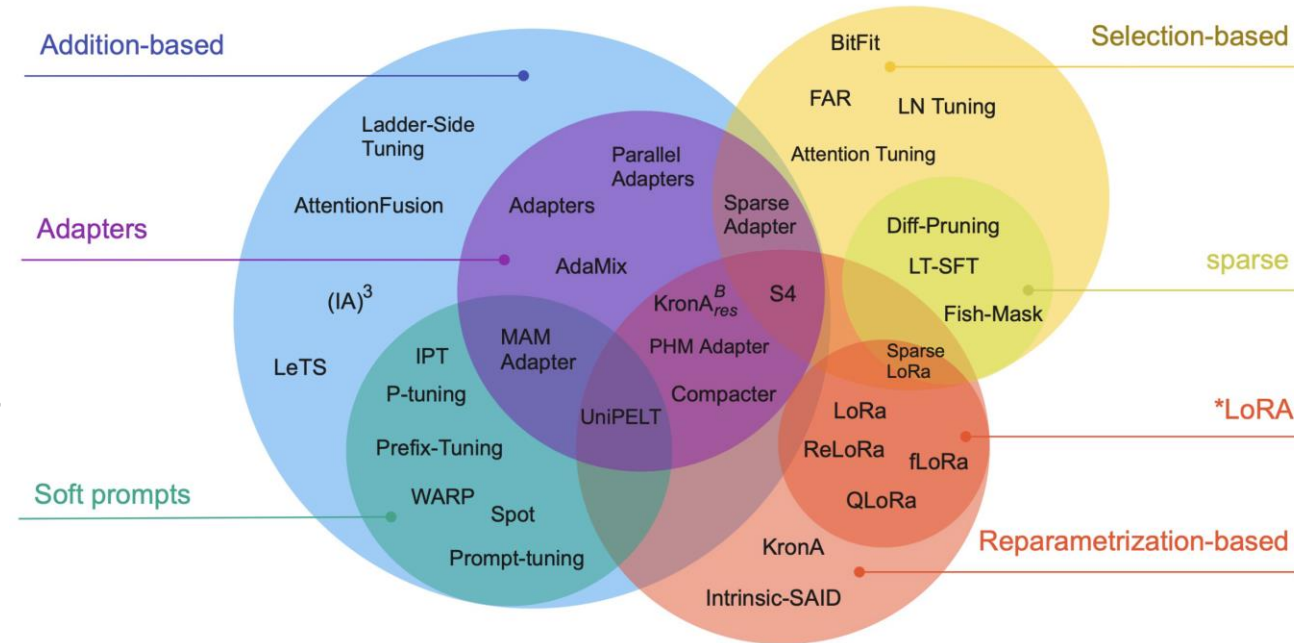 Addition-based
Selection-based
BitFit
FAR
LN Tuning
Ladder-Side
Tuning
Parallel
Adapters
Attention Tuning
AttentionFusion
Adapters
Sparse
Adapter
Adapters
Diff-Pruning
AdaMix
LT-SFT
sparse
(IA)³
KronA^B_res
S4
Fish-Mask
MAM
Adapter
IPT
PHM Adapter
Sparse
LoRa
LeTS
P-tuning
Compacter
UniPELT
LoRa
*LoRA
Prefix-Tuning
ReLoRa
fLoRa
Soft prompts
WARP
Spot
QLoRa
Prompt-tuning
KronA
Reparametrization-based
Intrinsic-SAID